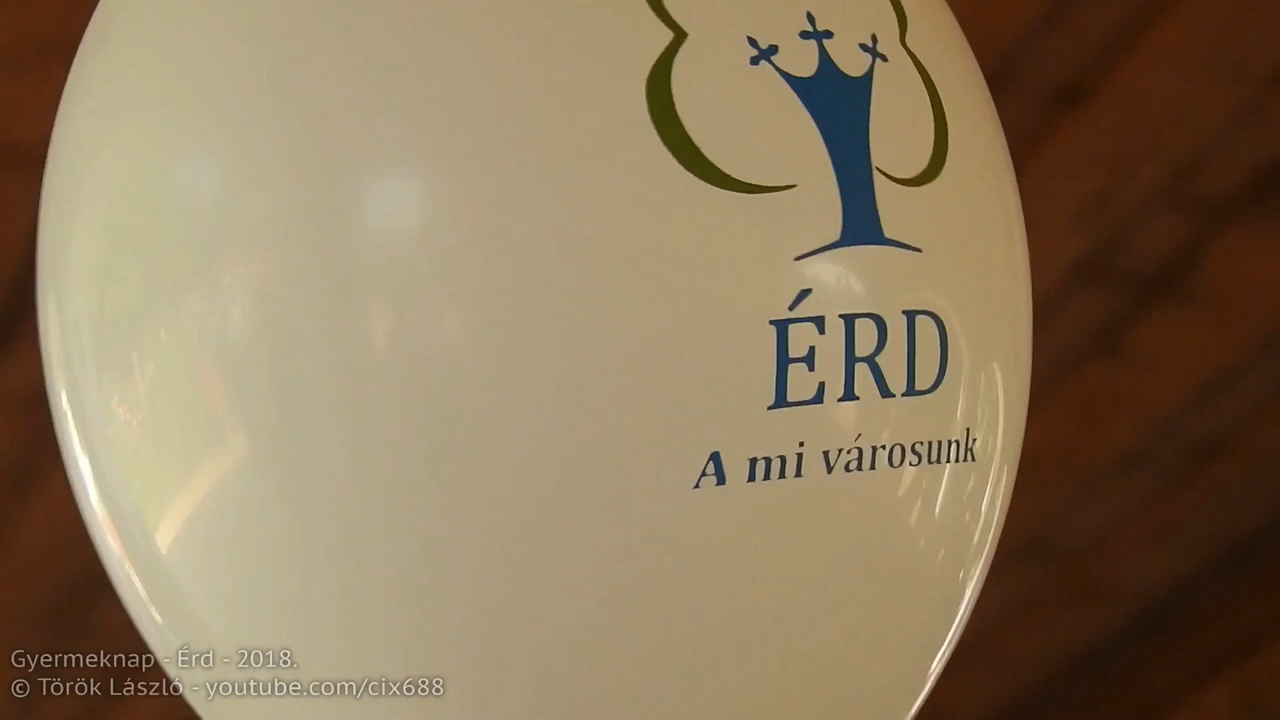 ÉRD
A mi városunk
Gyermeknap - Érd - 2018.
© Török László - youtube.com/cix688